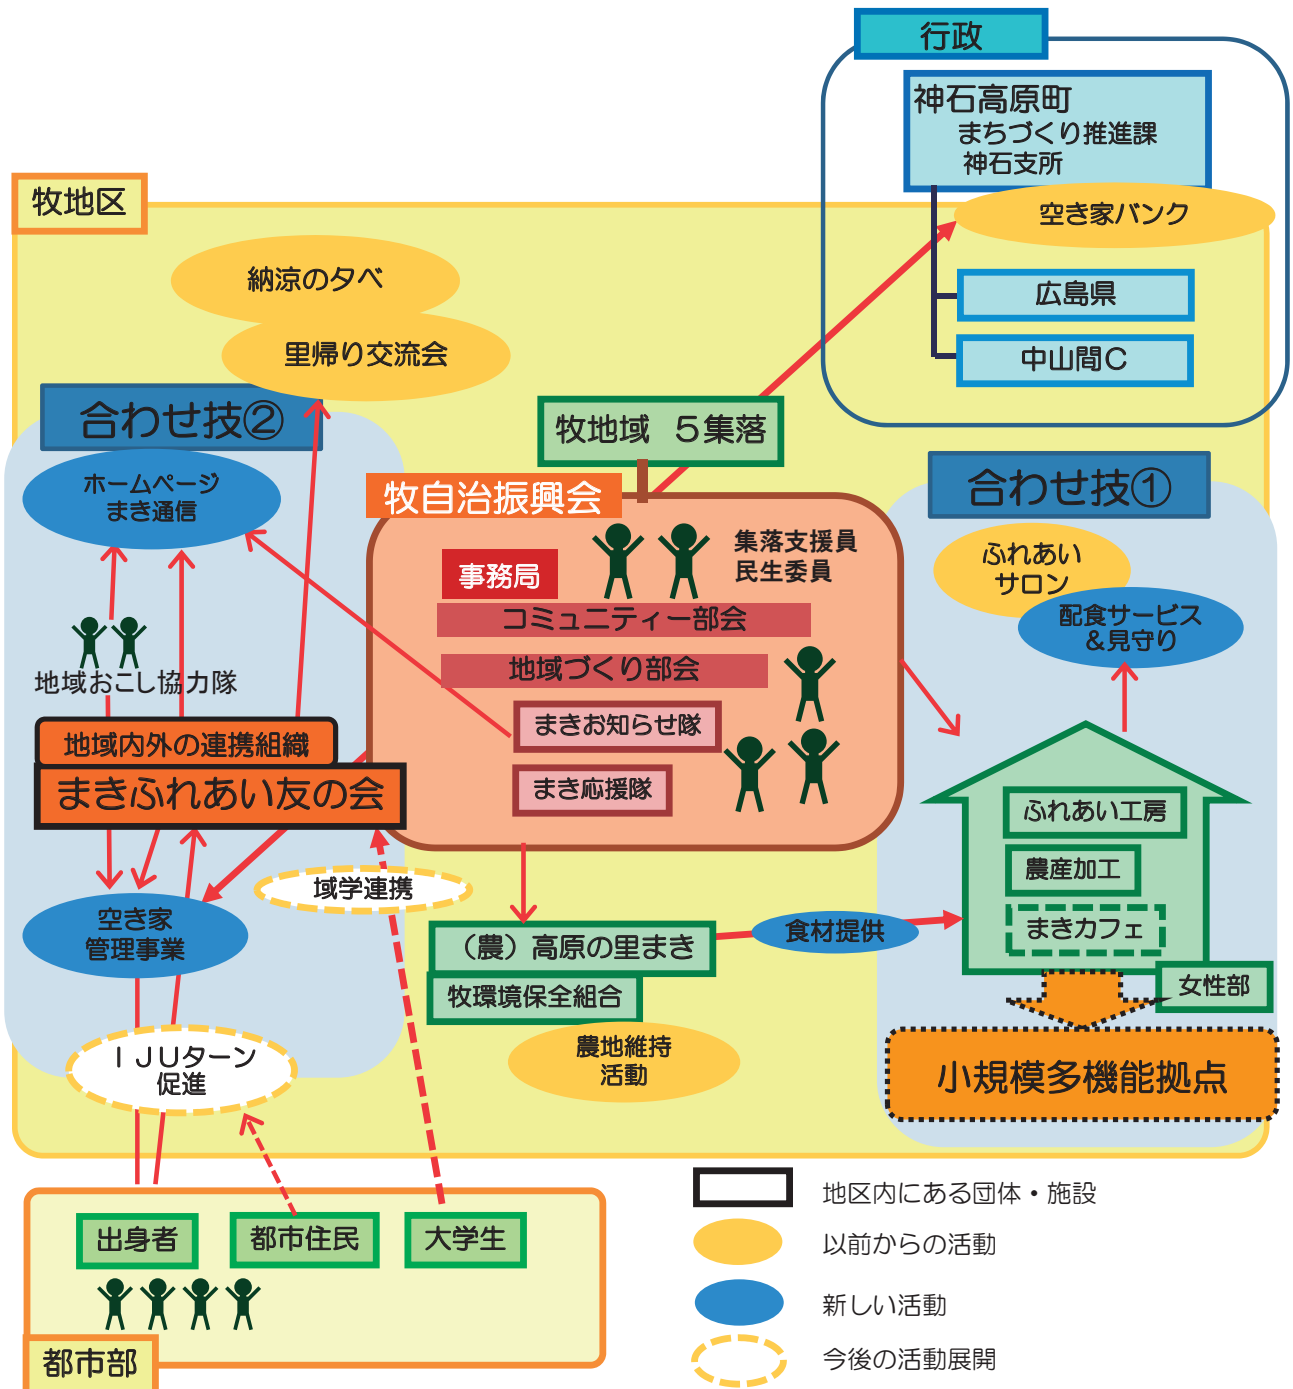 行政
神石高原町
まちづくり推進課
神石支所
空き家バンク
広島県
中山間C
牧地区
納涼の夕べ
里帰り交流会
合わせ技②
ホームページ
まき通信
地域おこし協力隊
地域内外の連携組織
まきふれあい友の会
空き家
管理事業
IJUターン
促進
域学連携
牧地域 5集落
牧自治振興会
事務局
集落支援員
民生委員
コミュニティー部会
地域づくり部会
まきお知らせ隊
まき応援隊
(農)高原の里まき
牧環境保全組合
農地維持
活動
食材提供
合わせ技①
ふれあい
サロン
配食サービス
&見守り
ふれあい工房
農産加工
まきカフェ
女性部
小規模多機能拠点
出身者
都市住民
大学生
都市部
地区内にある団体・施設
以前からの活動
新しい活動
今後の活動展開